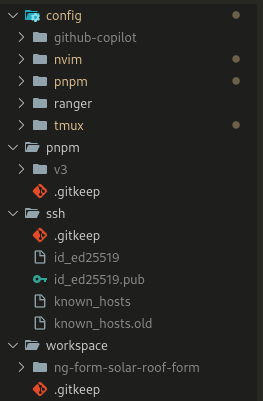 config
github-copilot
nvim
pnpm
ranger
tmux
pnpm
v3
.gitkeep
ssh
.gitkeep
id_ed25519
id_ed25519.pub
known_hosts
known_hosts.old
workspace
ng-form-solar-roof-form
.gitkeep